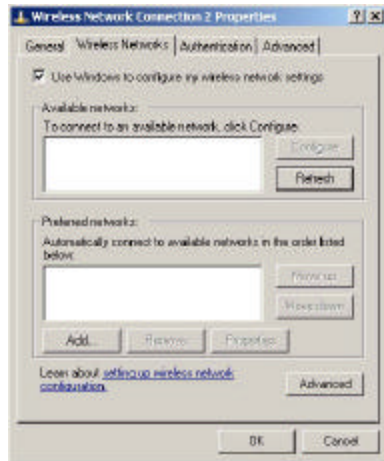 Wireless Network Connection 2 Properties
General Wireless Networks Authentication Advanced
Use Windows to configure my wireless network settings
Available networks:
To connect to an available network, click Configure:
Configure
Refresh
Preferred networks:
Automatically connect to available networks in the order listed
below:
Move up
Move down
Add... Remove Properties
Learn about setting up wireless network
configuration.
Advanced
OK Cancel